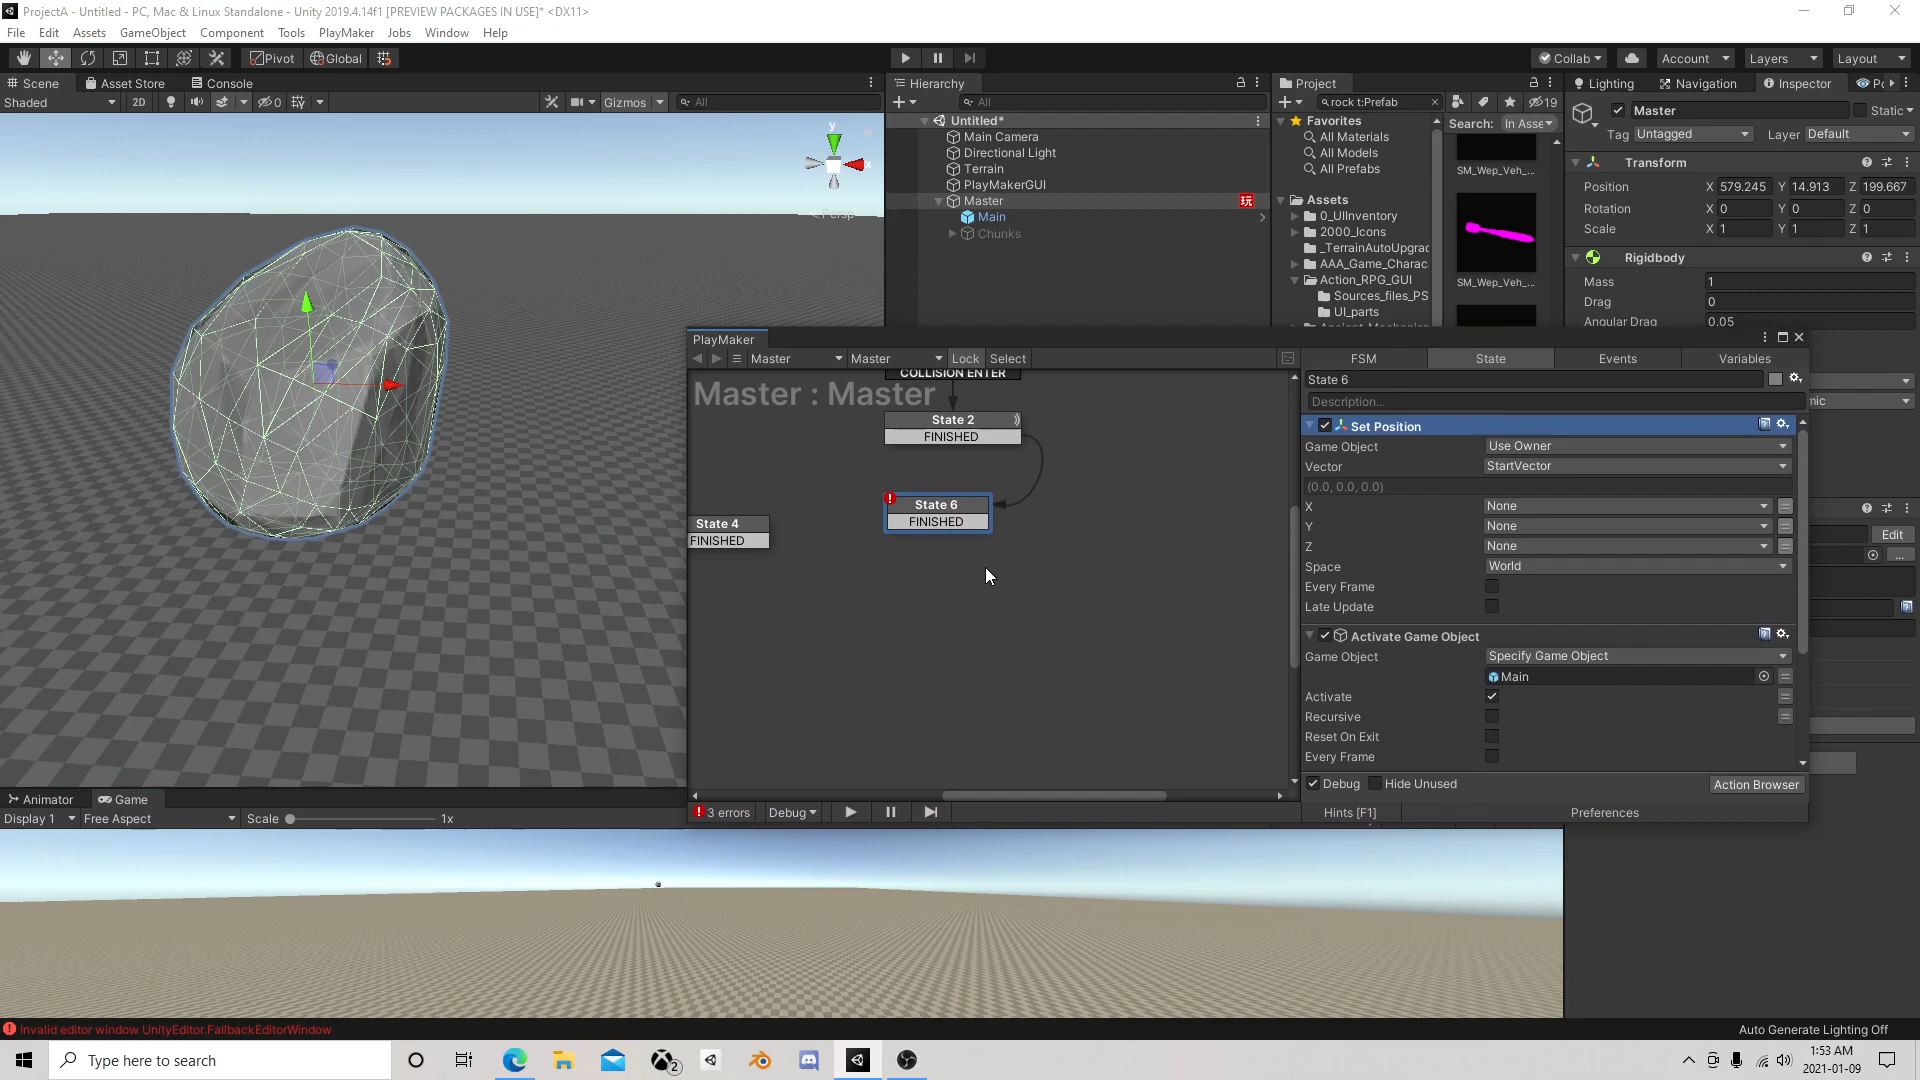 ProjectA - Untitled - PC, Mac & Linux Standalone - Unity 2019.4.14f1 [PREVIEW PACKAGES IN USE]* <DX11>
File Edit Assets GameObject Component Tools PlayMaker Jobs Window Help
Pivot Global Collab Account Layers Layout
Scene Asset Store Console
Shaded 2D 0 Gizmos All
y
x
< Persp
Hierarchy
All
Untitled*
Main Camera
Directional Light
Terrain
PlayMakerGUI
Master 玩
Main
Chunks
Project
rock t:Prefab 19
Favorites
All Materials
All Models
All Prefabs
Assets
0_UIInventory
2000_Icons
_TerrainAutoUpgrad
AAA_Game_Charac
Action_RPG_GUI
Sources_files_PS
UI_parts
Search: In Asse
SM_Wep_Veh_...
SM_Wep_Veh_...
Lighting Navigation Inspector
Master Static
Tag Untagged Layer Default
Transform
Position X 579.245 Y 14.913 Z 199.667
Rotation X 0 Y 0 Z 0
Scale X 1 Y 1 Z 1
Rigidbody
Mass 1
Drag 0
Angular Drag 0.05
mic
Edit
...
PlayMaker
Master Master Lock Select
Master : Master
COLLISION ENTER
State 2
FINISHED
State 6
FINISHED
State 4
FINISHED
3 errors Debug
FSM State Events Variables
State 6
Description...
Set Position
Game Object Use Owner
Vector StartVector
(0.0, 0.0, 0.0)
X None
Y None
Z None
Space World
Every Frame
Late Update
Activate Game Object
Game Object Specify Game Object
Main
Activate
Recursive
Reset On Exit
Every Frame
Debug Hide Unused Action Browser
Hints [F1] Preferences
Animator Game
Display 1 Free Aspect Scale 1x
Invalid editor window UnityEditor.FallbackEditorWindow
Auto Generate Lighting Off
Type here to search
2
1:53 AM
2021-01-09